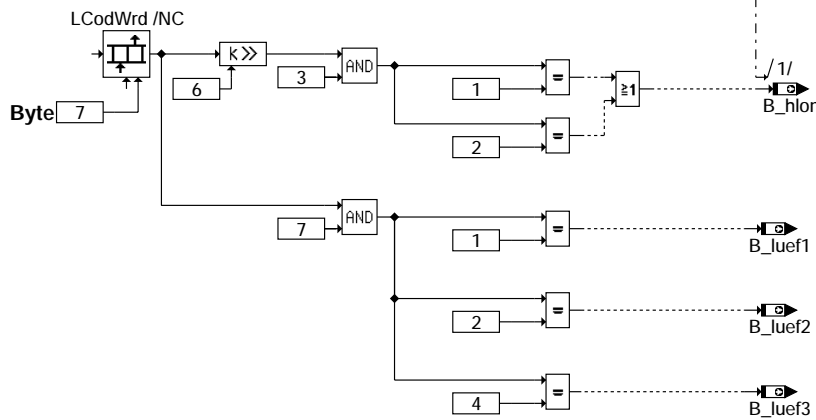 LCodWrd /NC
k >>
6
3
AND
1
=
2
=
≥1
/1/
B_hlor
Byte 7
7
AND
1
=
B_luef1
2
=
B_luef2
4
=
B_luef3